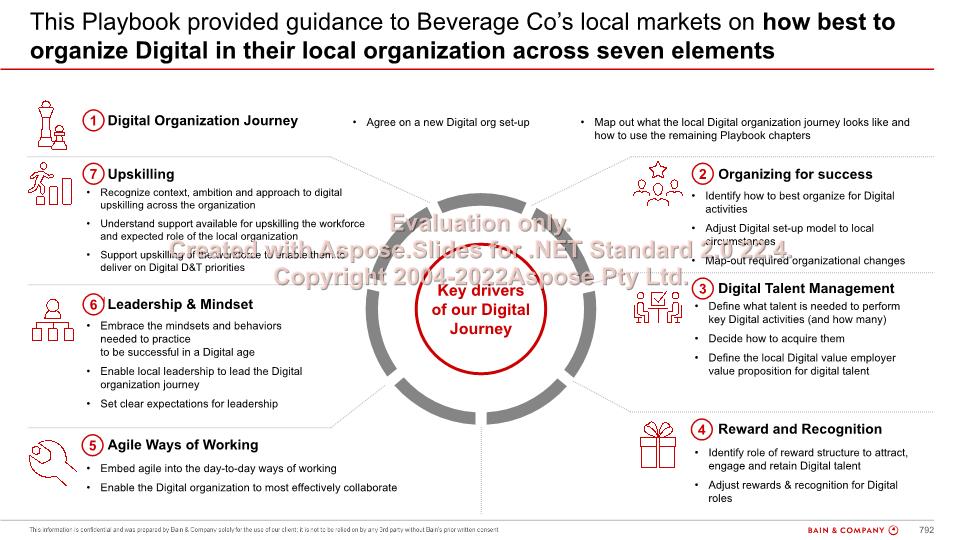 This Playbook provided guidance to Beverage Co’s local markets on how best to
organize Digital in their local organization across seven elements
1 Digital Organization Journey
• Agree on a new Digital org set-up
• Map out what the local Digital organization journey looks like and
how to use the remaining Playbook chapters
7 Upskilling
• Recognize context, ambition and approach to digital
upskilling across the organization
• Understand support available for upskilling the workforce
and expected role of the local organization
• Support upskilling of the workforce to enable them to
deliver on Digital D&T priorities
2 Organizing for success
• Identify how to best organize for Digital
activities
• Adjust Digital set-up model to local
circumstances
• Map-out required organizational changes
Evaluation only.
Created with Aspose.Slides for .NET Standard 2.0 22.4.
Copyright 2004-2022Aspose Pty Ltd.
Key drivers
of our Digital
Journey
6 Leadership & Mindset
• Embrace the mindsets and behaviors
needed to practice
to be successful in a Digital age
• Enable local leadership to lead the Digital
organization journey
• Set clear expectations for leadership
3 Digital Talent Management
• Define what talent is needed to perform
key Digital activities (and how many)
• Decide how to acquire them
• Define the local Digital value employer
value proposition for digital talent
5 Agile Ways of Working
• Embed agile into the day-to-day ways of working
• Enable the Digital organization to most effectively collaborate
4 Reward and Recognition
• Identify role of reward structure to attract,
engage and retain Digital talent
• Adjust rewards & recognition for Digital
roles
This information is confidential and was prepared by Bain & Company solely for the use of our client; it is not to be relied on by any 3rd party without Bain's prior written consent
BAIN & COMPANY
792